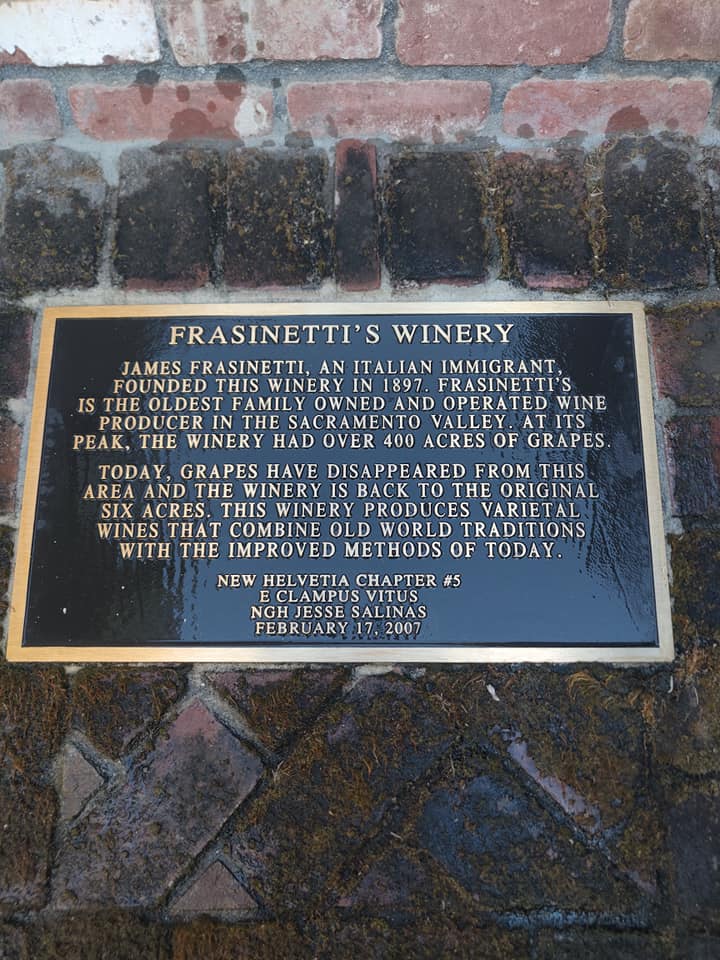 FRASINETTI'S WINERY
JAMES FRASINETTI, AN ITALIAN IMMIGRANT,
FOUNDED THIS WINERY IN 1897. FRASINETTI'S
IS THE OLDEST FAMILY OWNED AND OPERATED WINE
PRODUCER IN THE SACRAMENTO VALLEY. AT ITS
PEAK, THE WINERY HAD OVER 400 ACRES OF GRAPES.
TODAY, GRAPES HAVE DISAPPEARED FROM THIS
AREA AND THE WINERY IS BACK TO THE ORIGINAL
SIX ACRES. THIS WINERY PRODUCES VARIETAL
WINES THAT COMBINE OLD WORLD TRADITIONS
WITH THE IMPROVED METHODS OF TODAY.
NEW HELVETIA CHAPTER #5
E CLAMPUS VITUS
NGH JESSE SALINAS
FEBRUARY 17, 2007